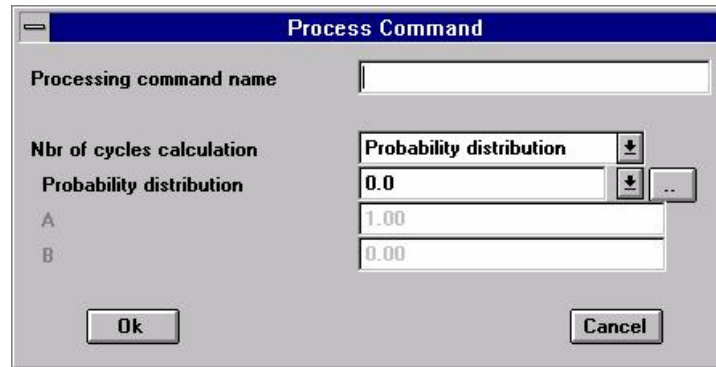 Process Command
Processing command name
Nbr of cycles calculation Probability distribution
Probability distribution 0.0 ..
A 1.00
B 0.00
Ok Cancel